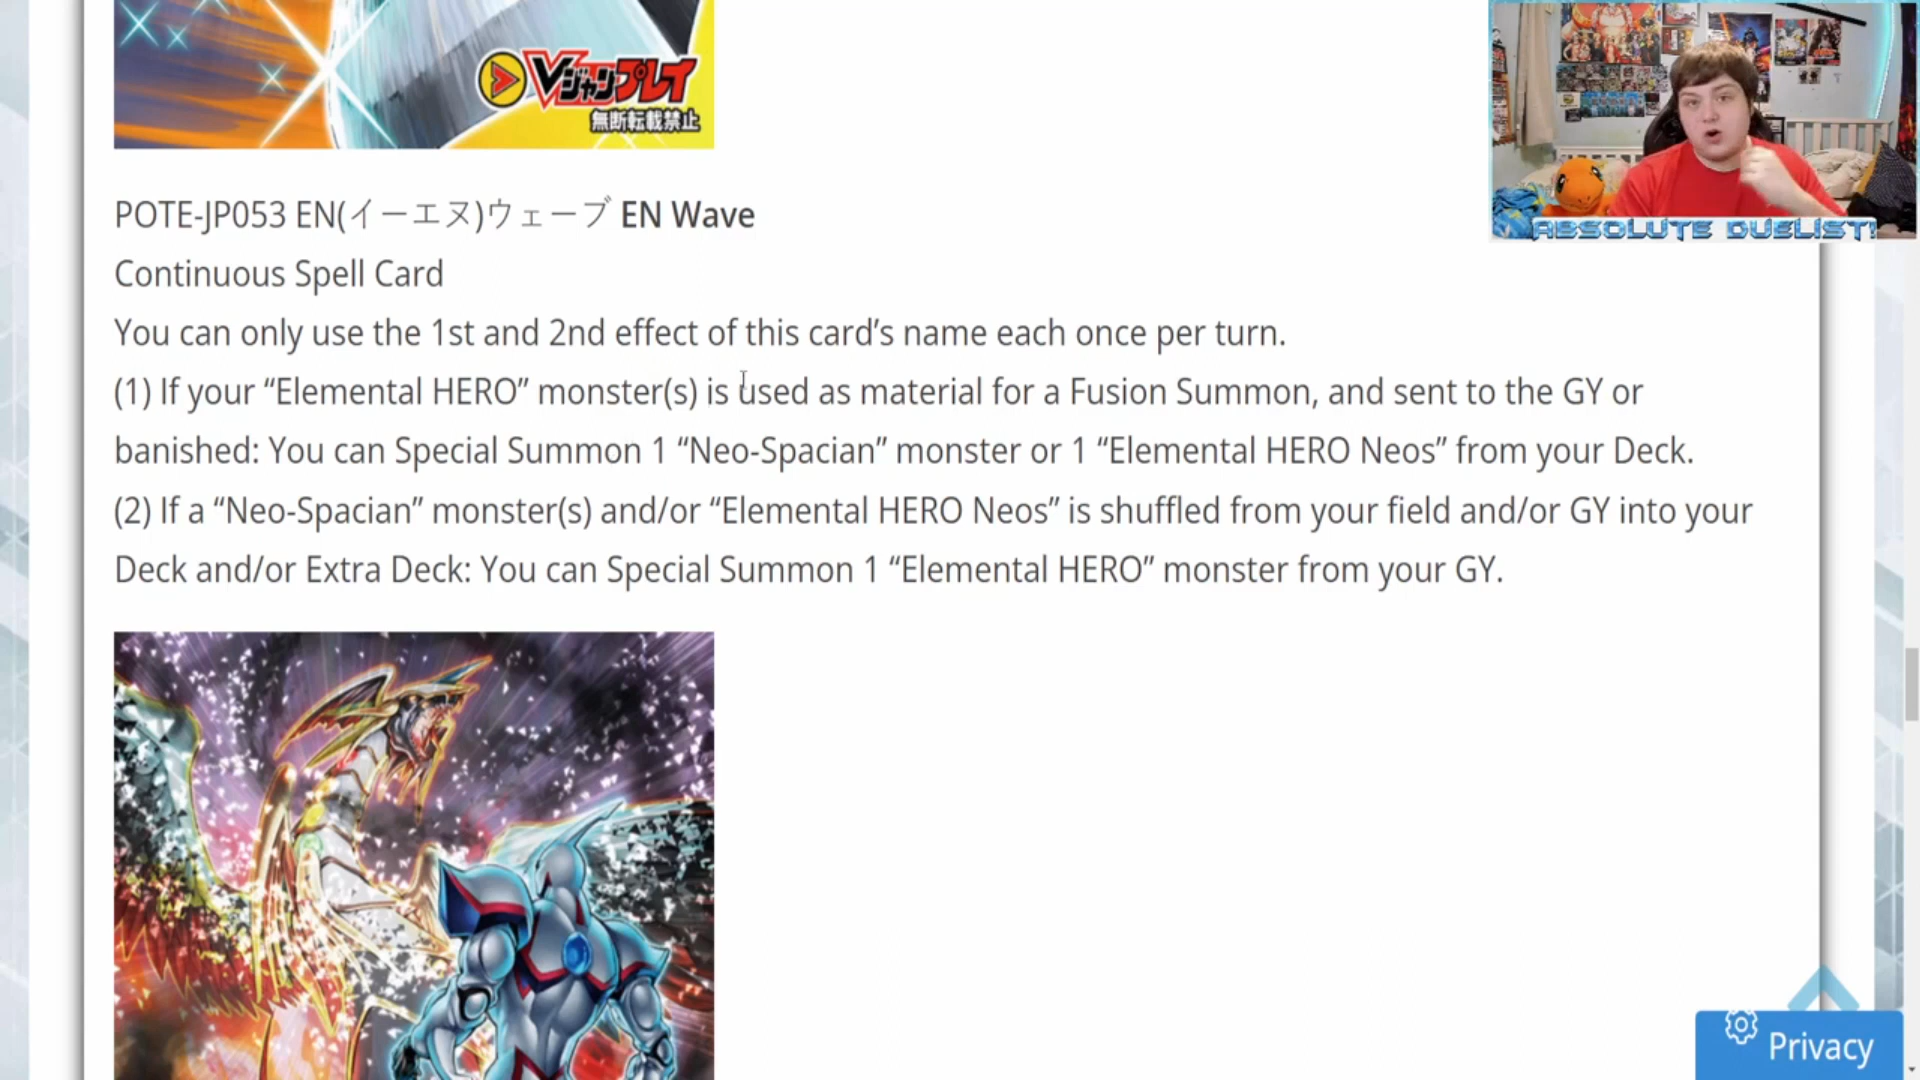 Vジャンプレイ
無断転載禁止
ABSOLUTE DUELIST!
POTE-JP053 EN(イーエヌ)ウェーブ EN Wave
Continuous Spell Card
You can only use the 1st and 2nd effect of this card’s name each once per turn.
(1) If your “Elemental HERO” monster(s) is used as material for a Fusion Summon, and sent to the GY or
banished: You can Special Summon 1 “Neo-Spacian” monster or 1 “Elemental HERO Neos” from your Deck.
(2) If a “Neo-Spacian” monster(s) and/or “Elemental HERO Neos” is shuffled from your field and/or GY into your
Deck and/or Extra Deck: You can Special Summon 1 “Elemental HERO” monster from your GY.
Privacy